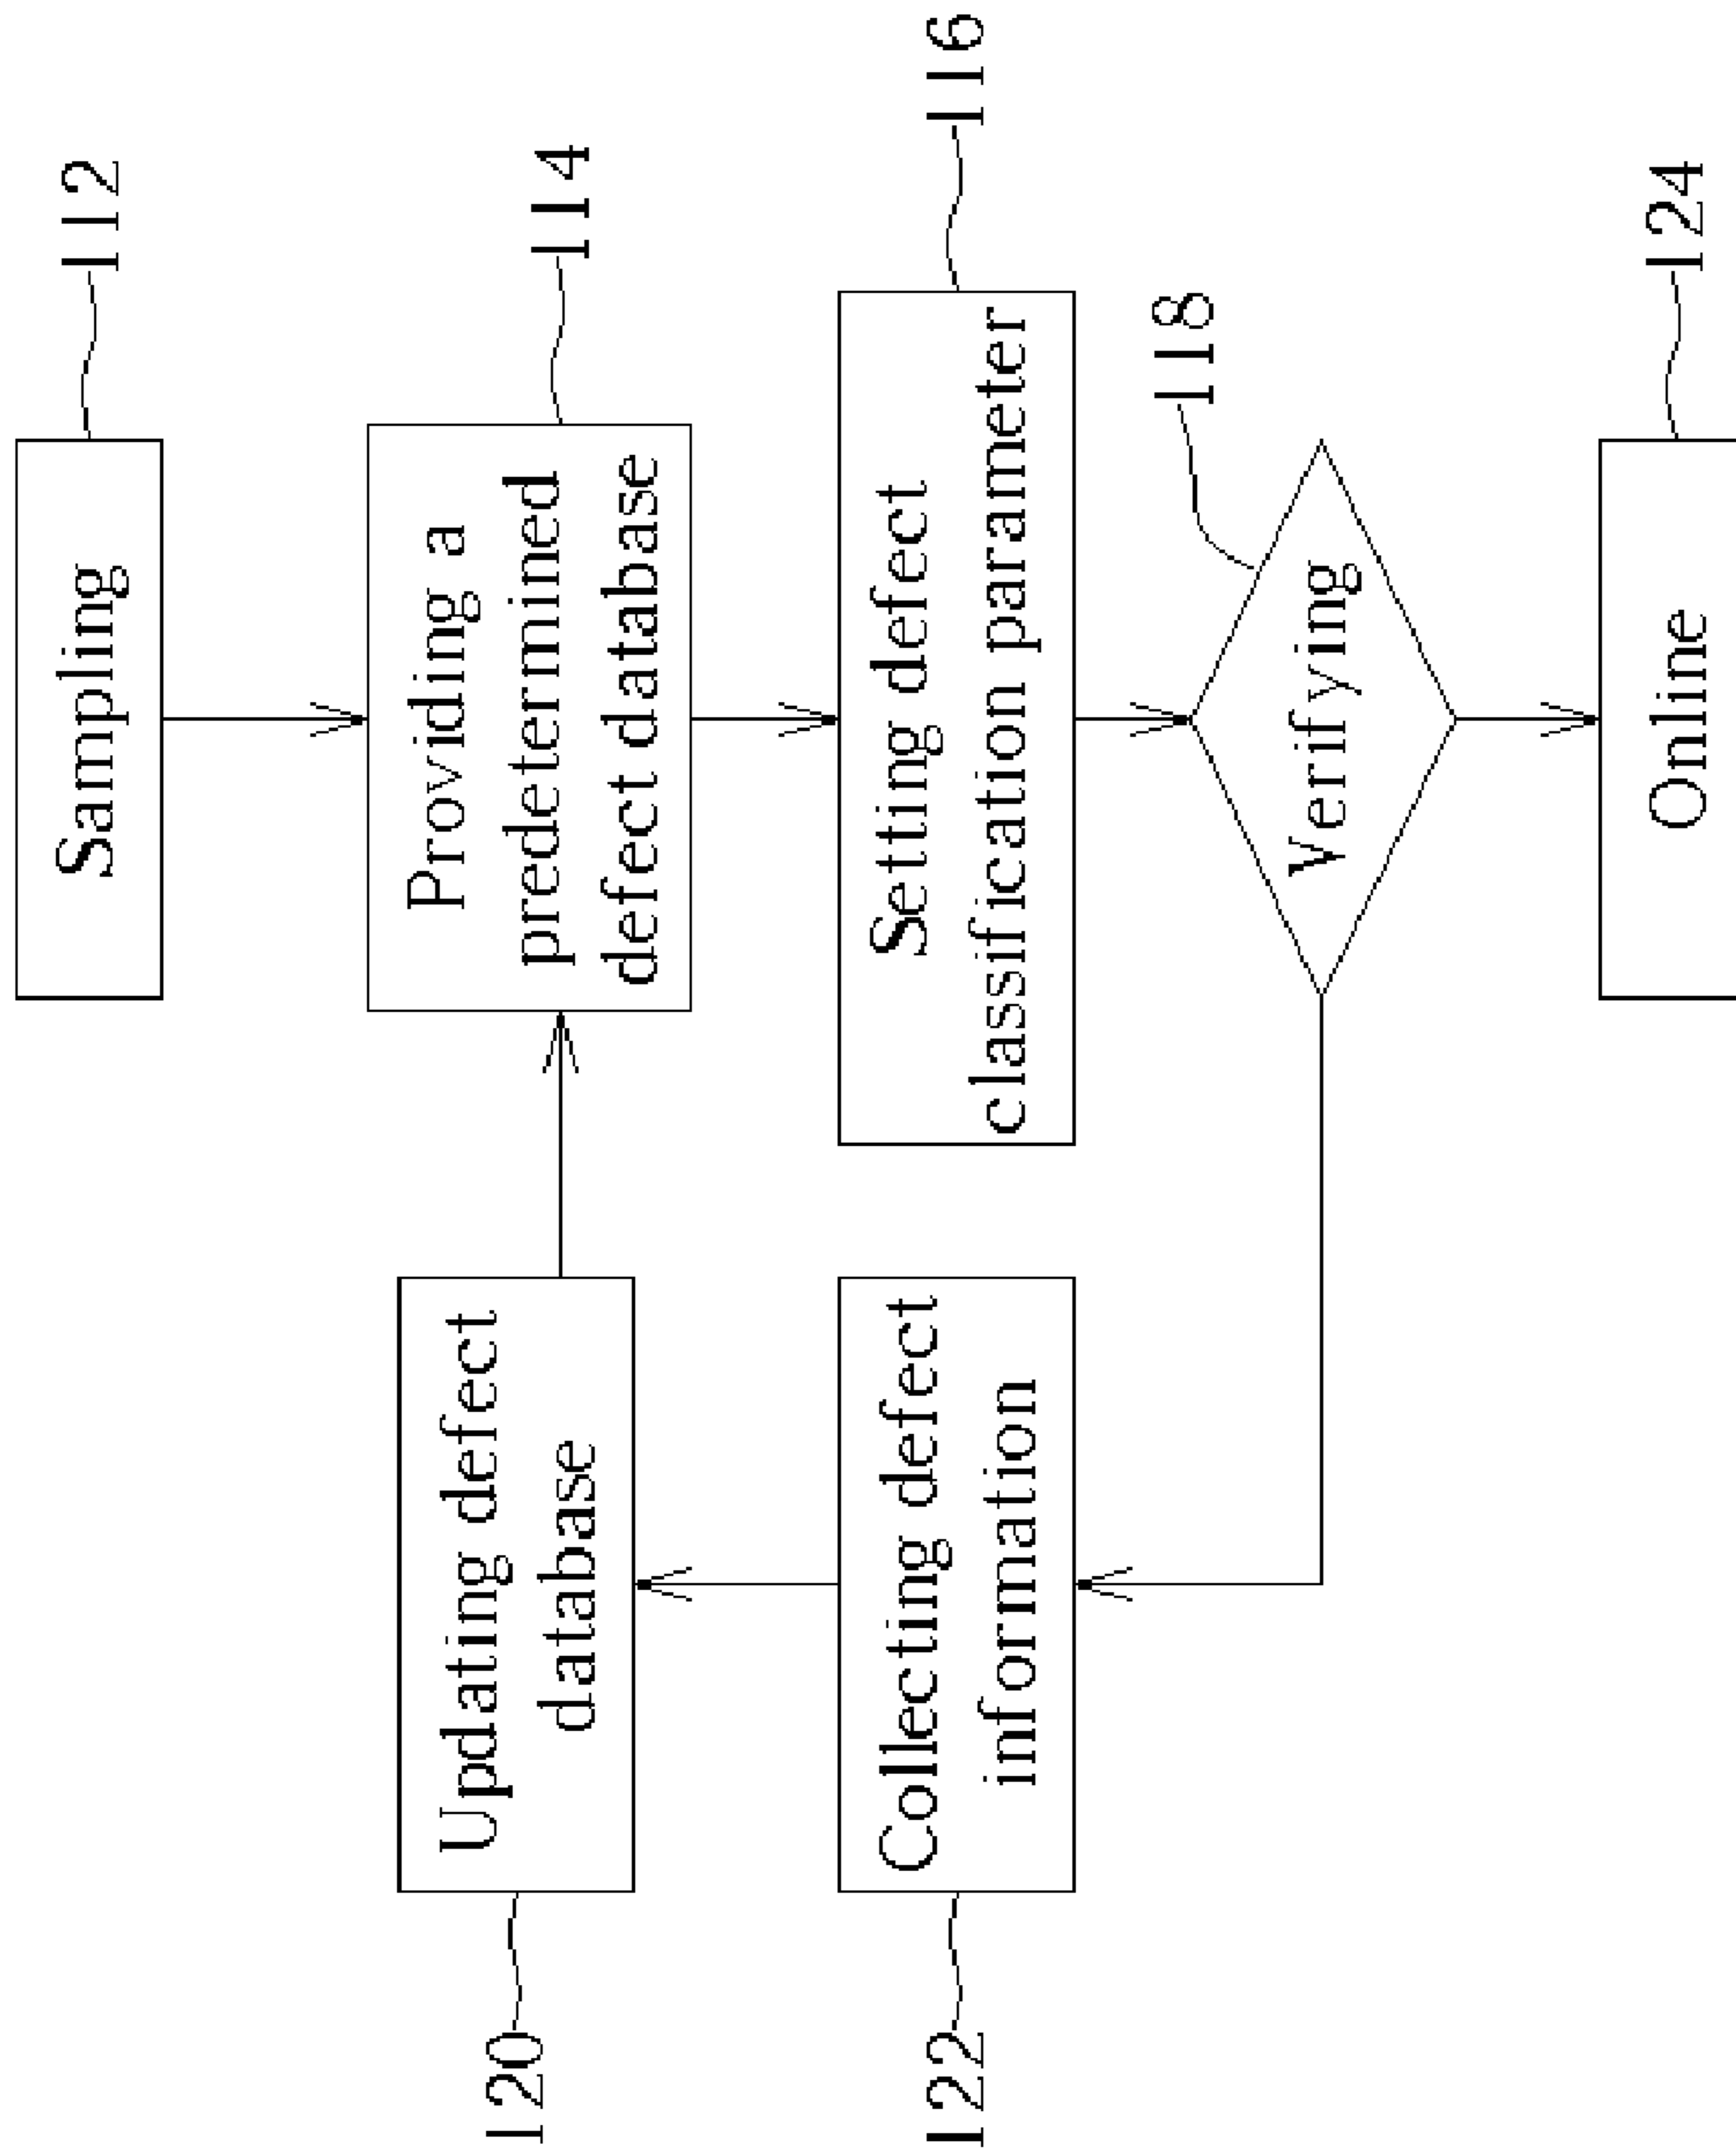 Sampling
112
Providing a
predetermined
defect database
114
Updating defect
database
120
Setting defect
classification parameter
116
Collecting defect
information
122
Verifying
118
Online
124